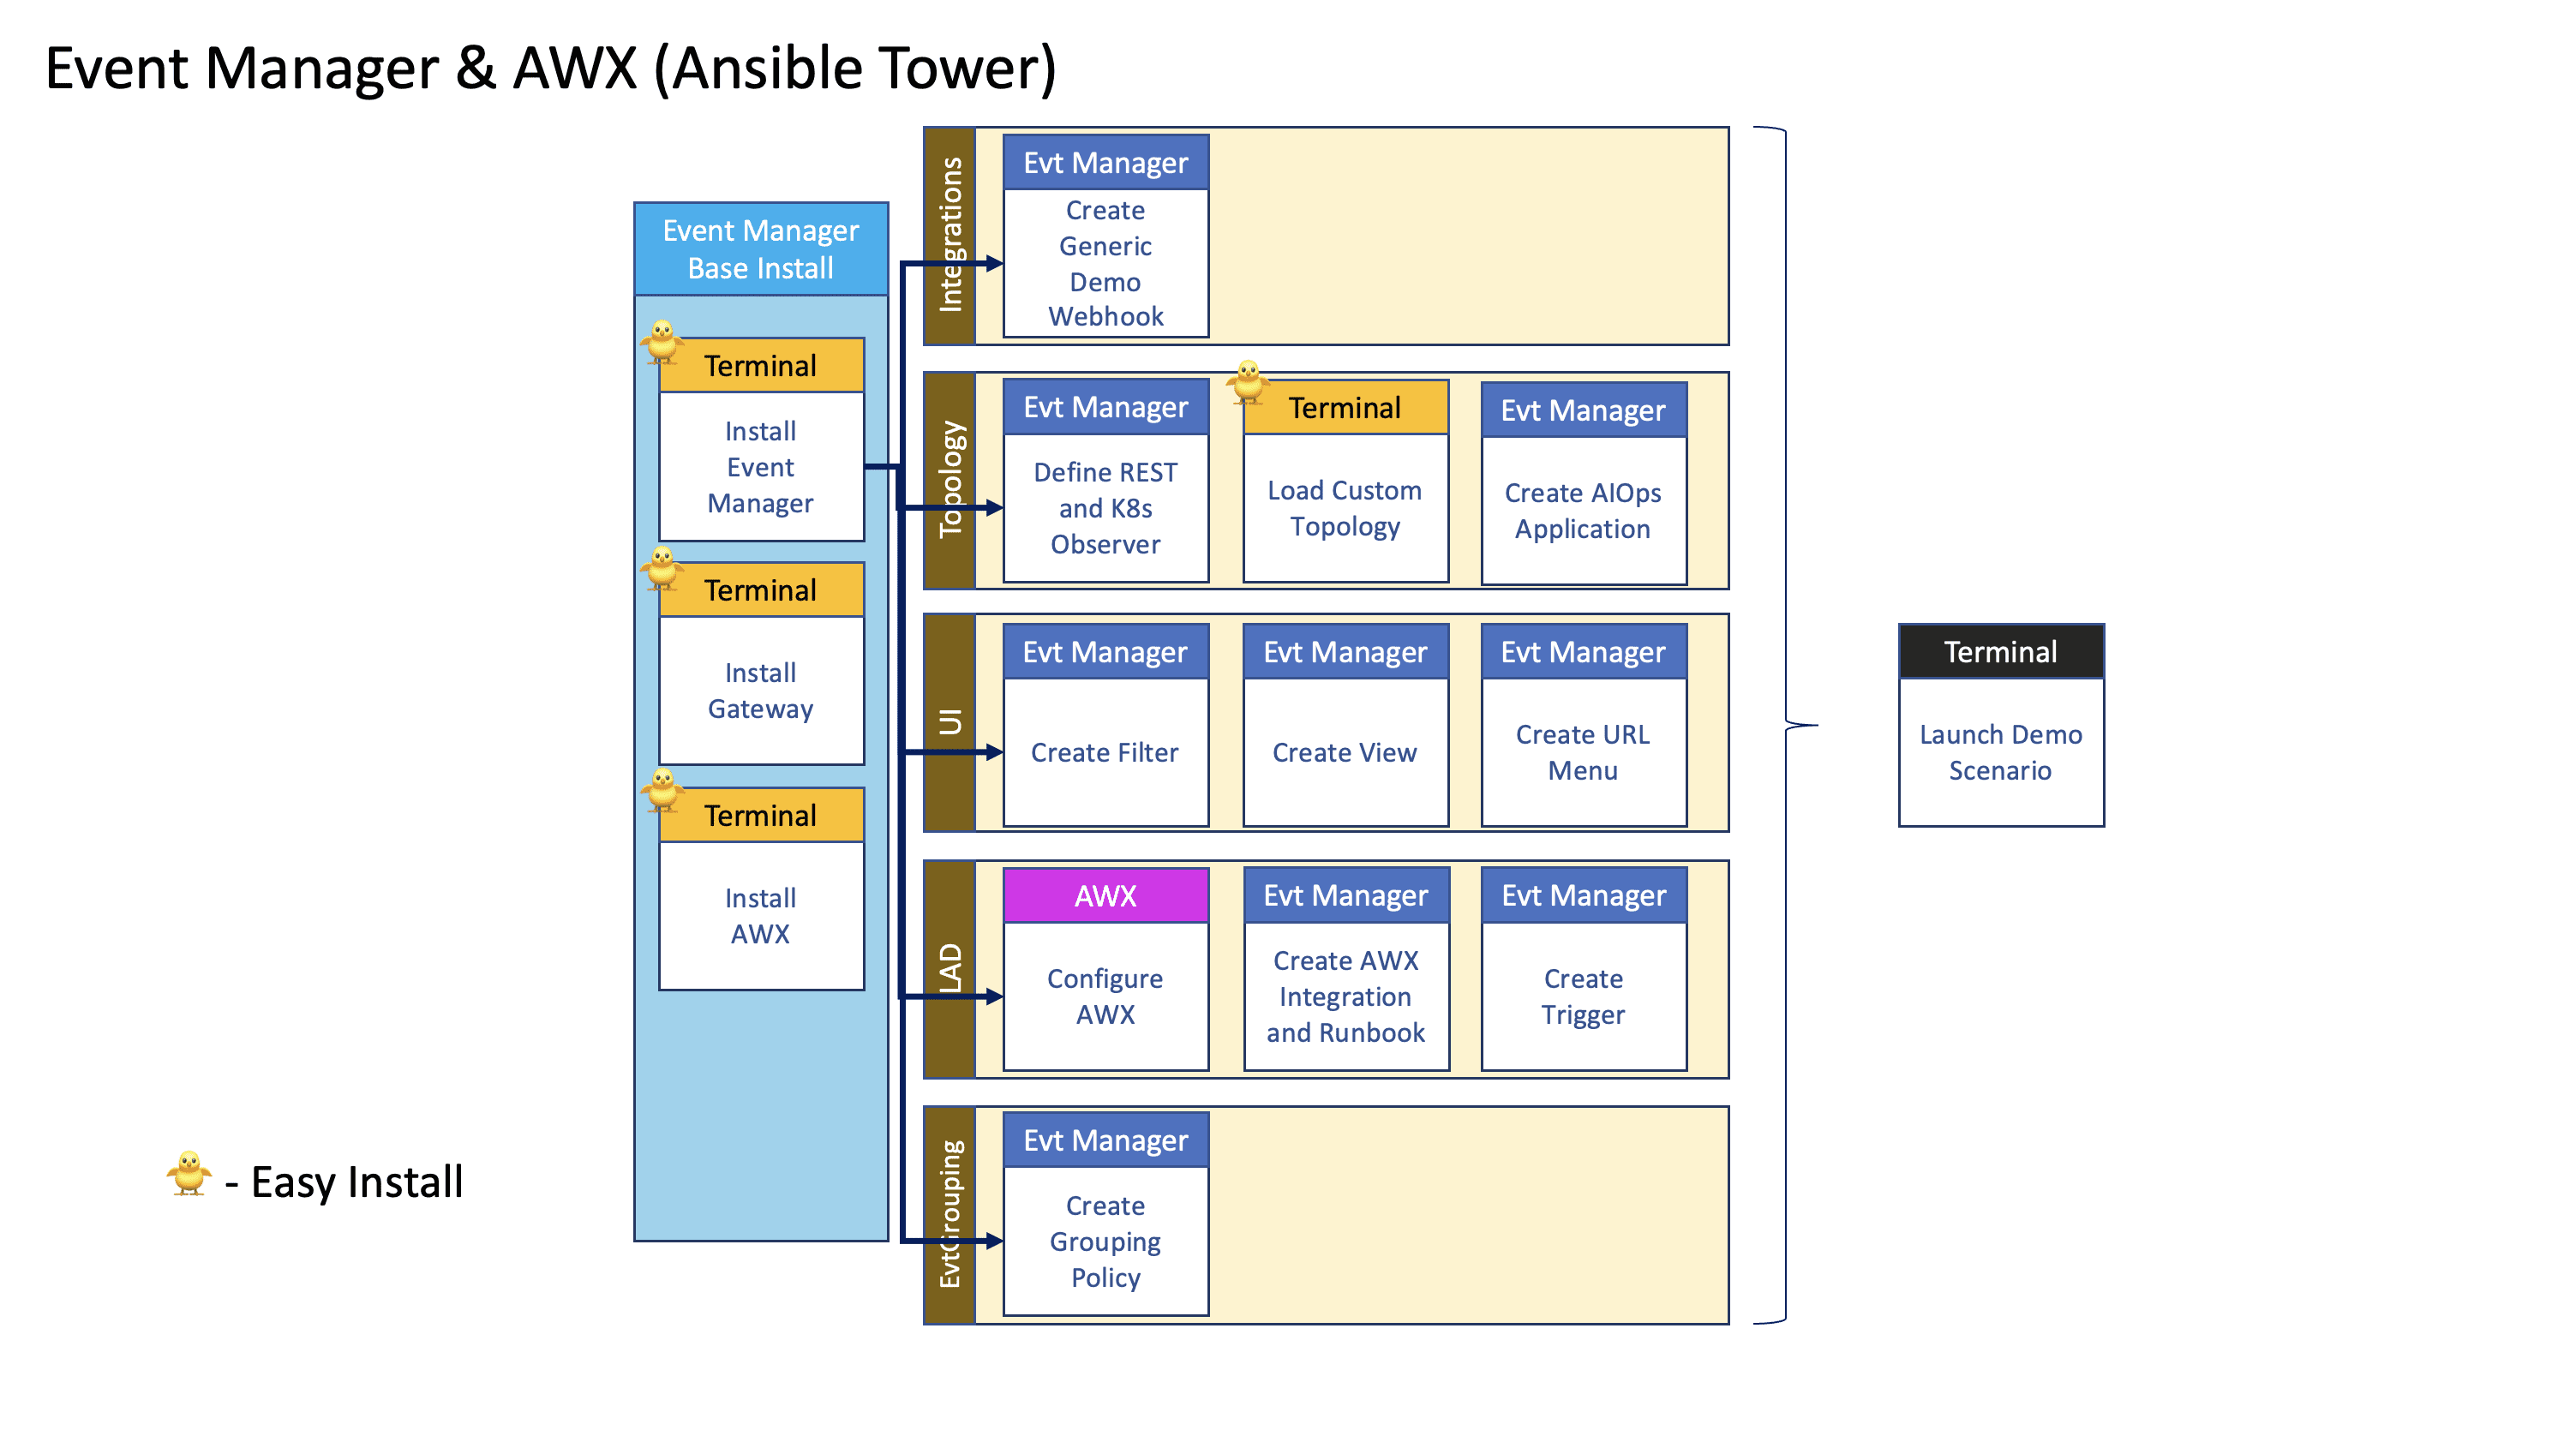 Event Manager & AWX (Ansible Tower)
Event Manager
Base Install
Terminal
Install
Event
Manager
Terminal
Install
Gateway
Terminal
Install
AWX
- Easy Install
Integrations
Evt Manager
Create
Generic
Demo
Webhook
Topology
Evt Manager
Define REST
and K8s
Observer
Terminal
Load Custom
Topology
Evt Manager
Create AIOps
Application
UI
Evt Manager
Create Filter
Evt Manager
Create View
Evt Manager
Create URL
Menu
LAD
AWX
Configure
AWX
Evt Manager
Create AWX
Integration
and Runbook
Evt Manager
Create
Trigger
EvtGrouping
Evt Manager
Create
Grouping
Policy
Terminal
Launch Demo
Scenario